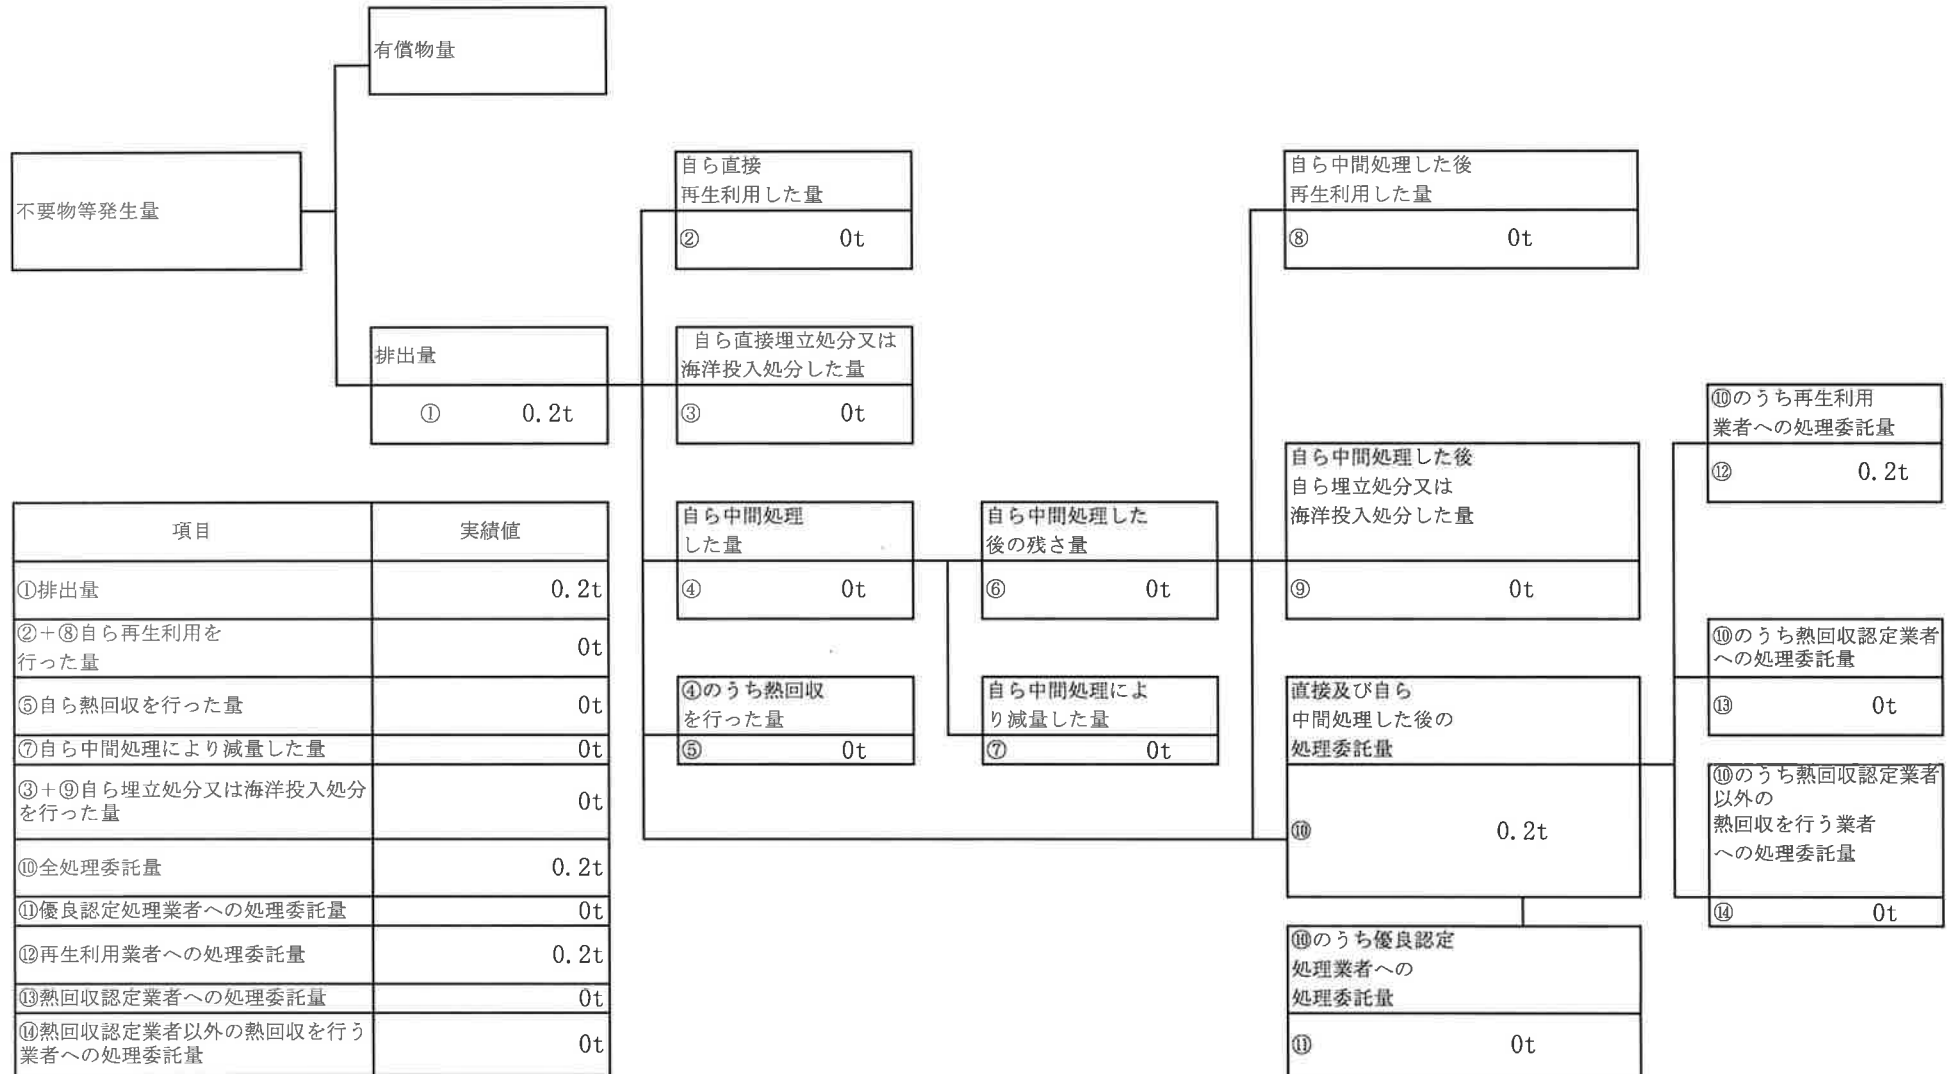 有償物量
不要物等発生量
排出量
① 0.2t
自ら直接
再生利用した量
② 0t
自ら直接埋立処分又は
海洋投入処分した量
③ 0t
自ら中間処理
した量
④ 0t
④のうち熱回収
を行った量
⑤ 0t
自ら中間処理した
後の残さ量
⑥ 0t
自ら中間処理によ
り減量した量
⑦ 0t
自ら中間処理した後
再生利用した量
⑧ 0t
自ら中間処理した後
自ら埋立処分又は
海洋投入処分した量
⑨ 0t
直接及び自ら
中間処理した後の
処理委託量
⑩ 0.2t
⑩のうち優良認定
処理業者への
処理委託量
⑪ 0t
⑩のうち再生利用
業者への処理委託量
⑫ 0.2t
⑩のうち熱回収認定業者
への処理委託量
⑬ 0t
⑩のうち熱回収認定業者
以外の
熱回収を行う業者
への処理委託量
⑭ 0t
項目 実績値
①排出量 0.2t
②+⑧自ら再生利用を
行った量 0t
⑤自ら熱回収を行った量 0t
⑦自ら中間処理により減量した量 0t
③+⑨自ら埋立処分又は海洋投入処分
を行った量 0t
⑩全処理委託量 0.2t
⑪優良認定処理業者への処理委託量 0t
⑫再生利用業者への処理委託量 0.2t
⑬熱回収認定業者への処理委託量 0t
⑭熱回収認定業者以外の熱回収を行う
業者への処理委託量 0t